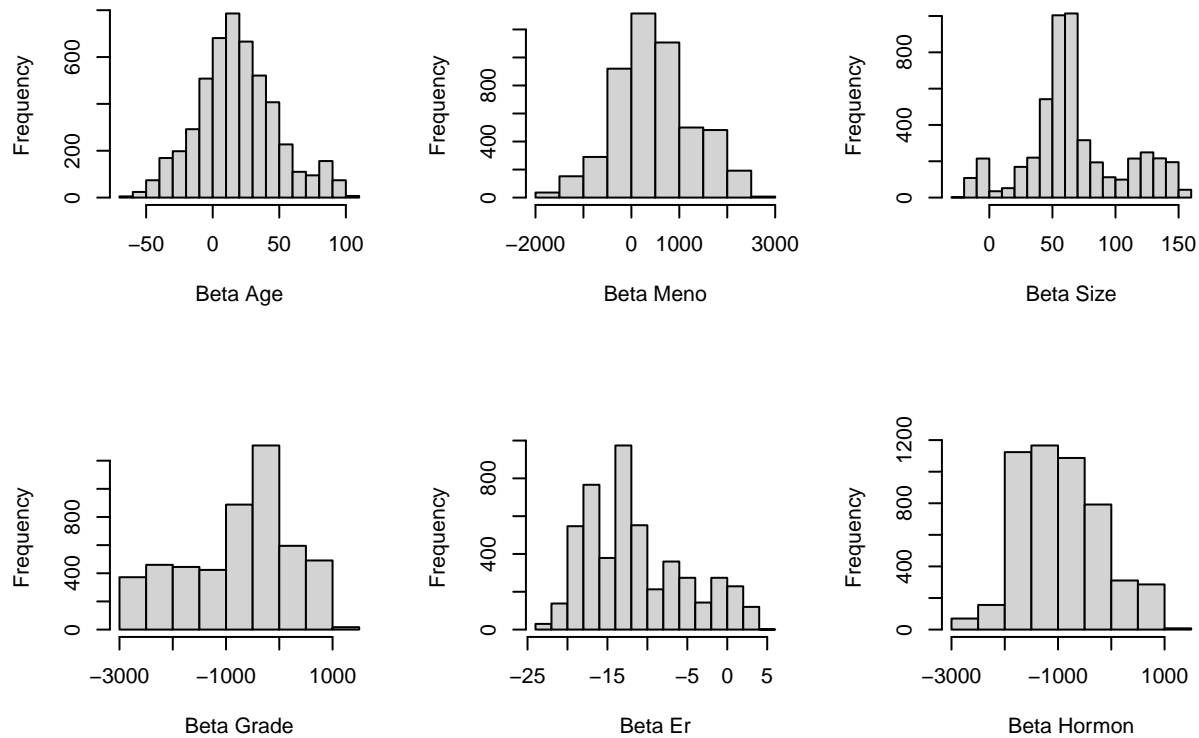 Frequency
0 200 600
−50 0 50 100
Beta Age
Frequency
0 400 800
−2000 0 1000 3000
Beta Meno
Frequency
0 400 800
0 50 100 150
Beta Size
Frequency
0 400 800
−3000 −1000 1000
Beta Grade
Frequency
0 400 800
−25 −15 −5 0 5
Beta Er
Frequency
0 400 800 1200
−3000 −1000 1000
Beta Hormon